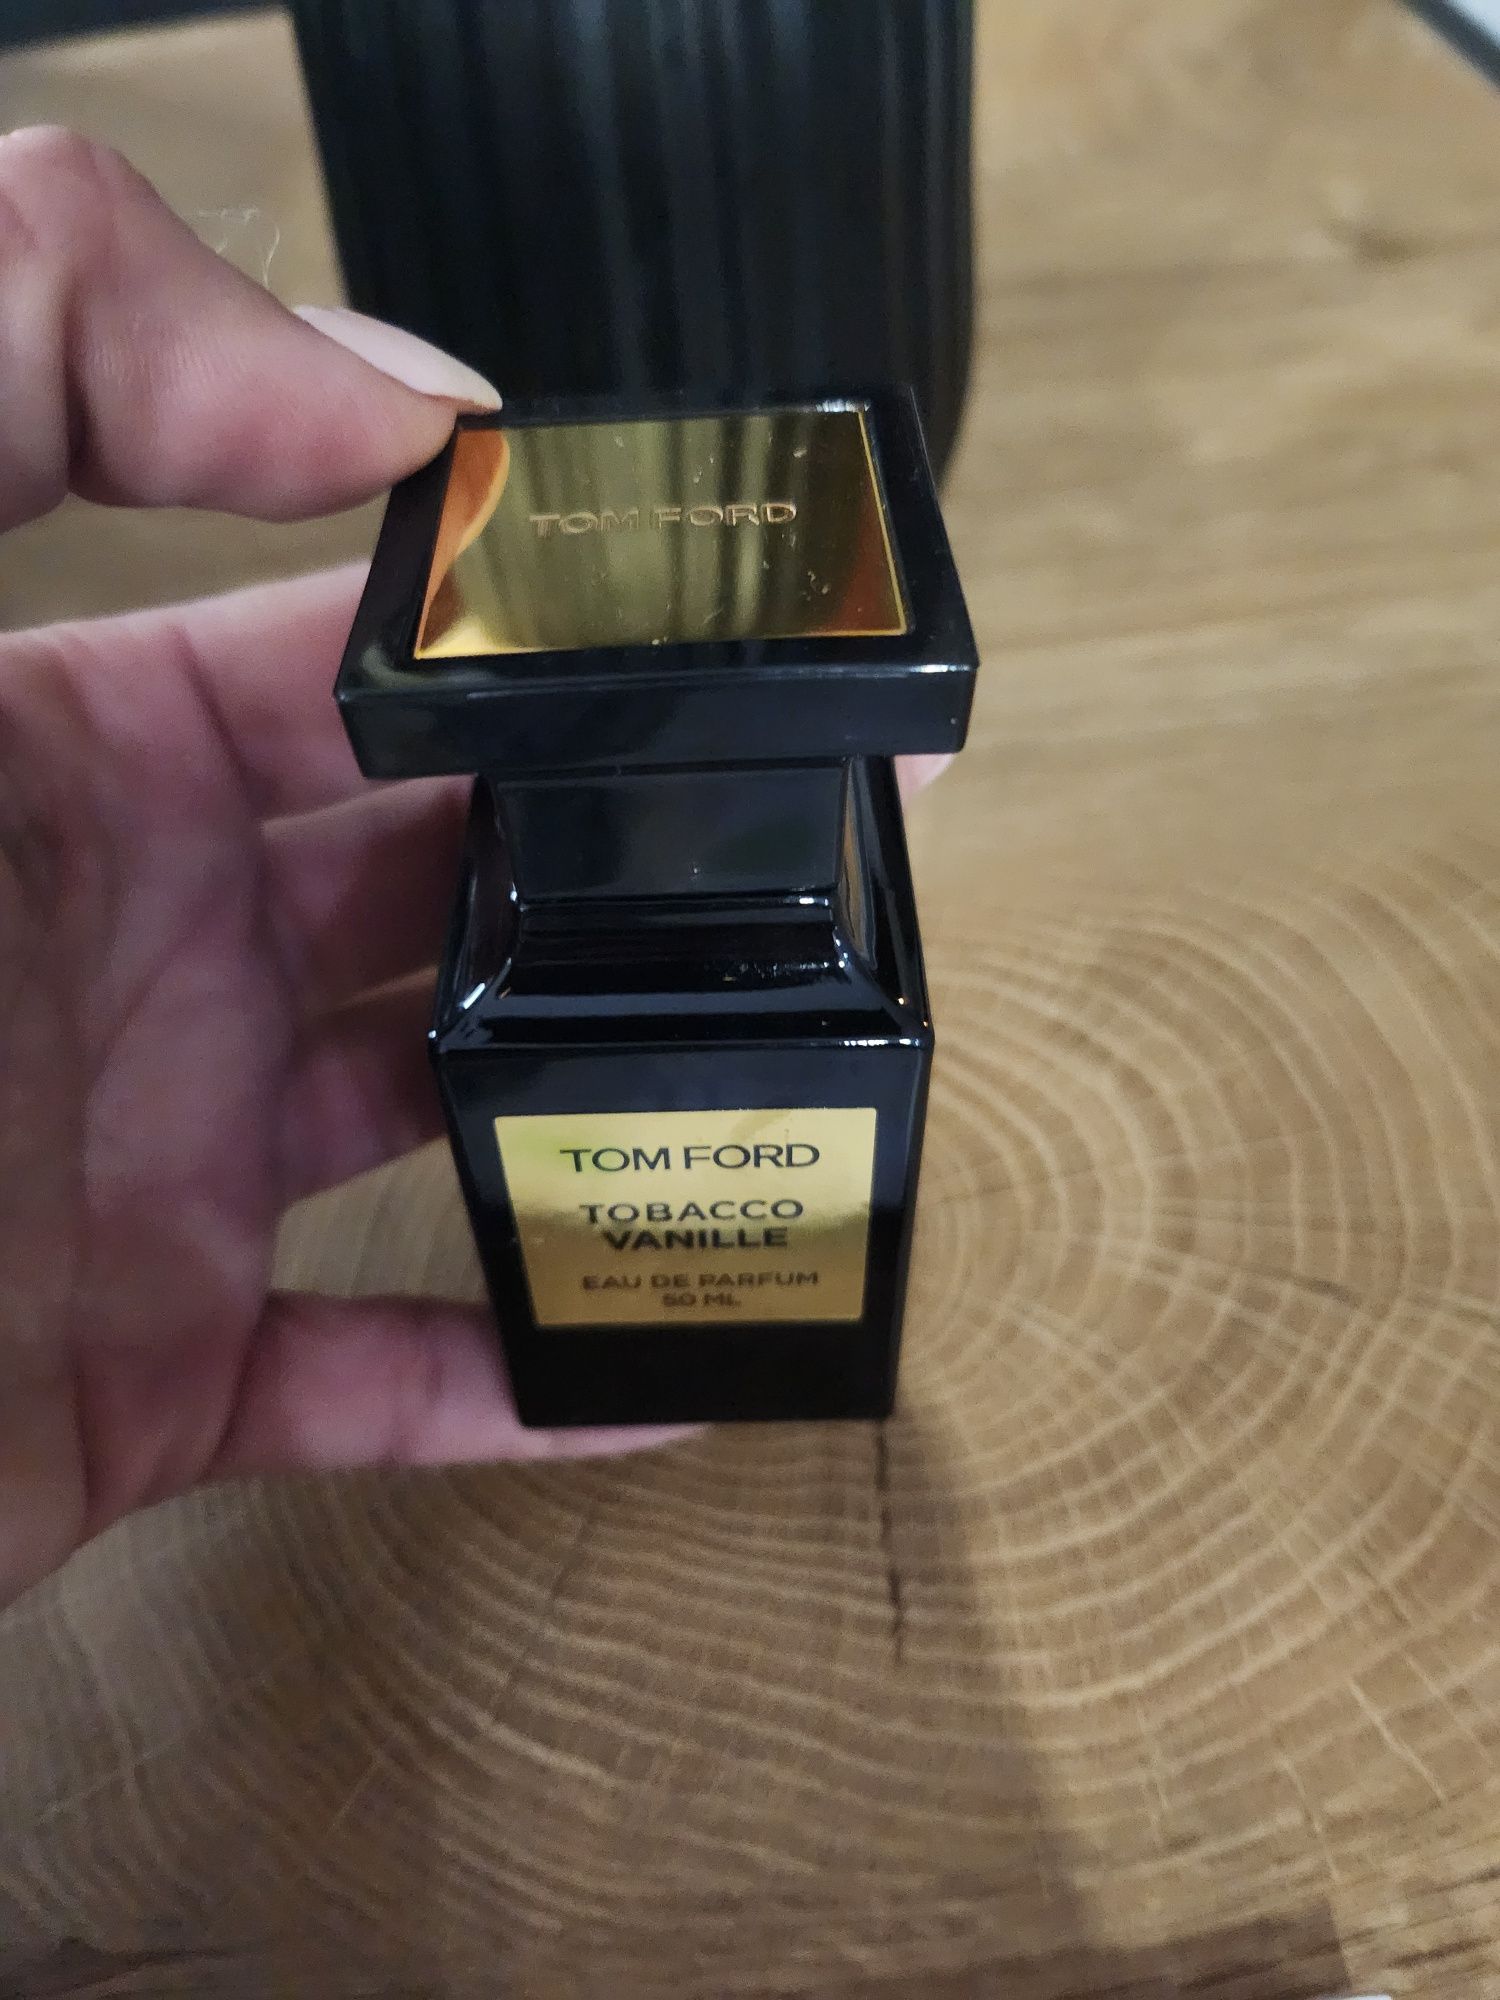 TOM FORD
TOM FORD
TOBACCO
VANILLE
EAU DE PARFUM
50 ML